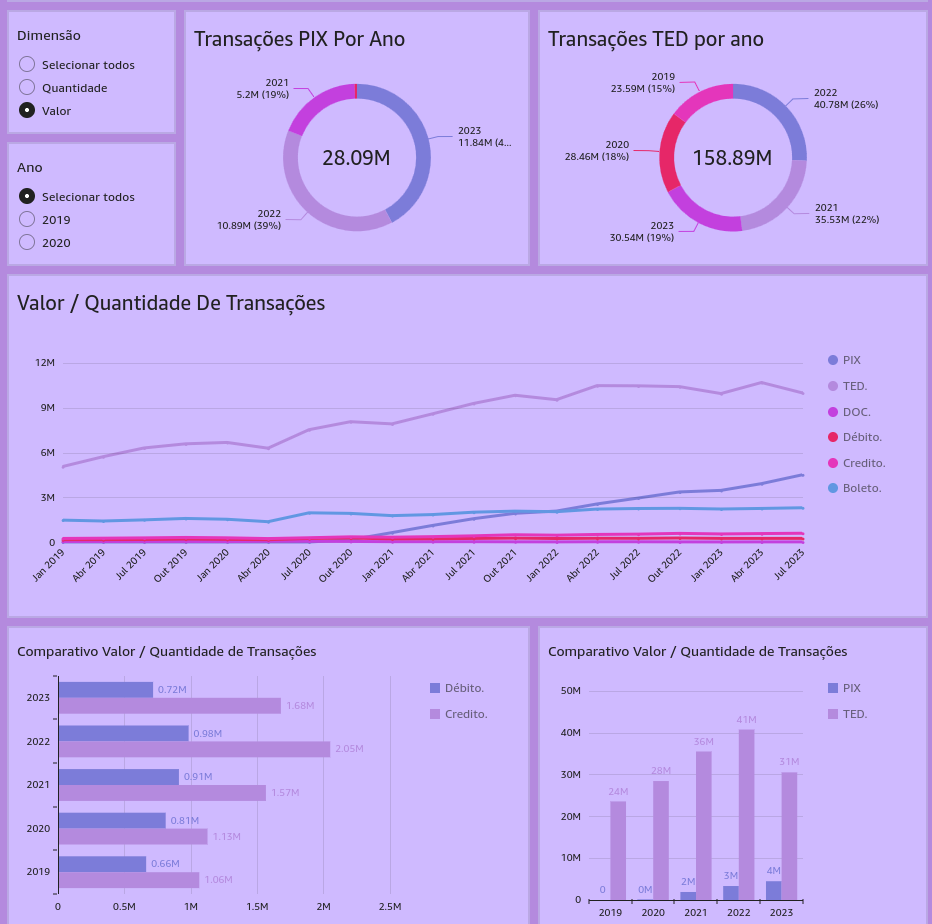 Dimensão
Selecionar todos
Quantidade
Valor
Ano
Selecionar todos
2019
2020
Transações PIX Por Ano
2021
5.2M (19%)
2023
11.84M (4...
28.09M
2022
10.89M (39%)
Transações TED por ano
2019
23.59M (15%)
2022
40.78M (26%)
2020
28.46M (18%)
158.89M
2021
35.53M (22%)
2023
30.54M (19%)
Valor / Quantidade De Transações
12M
9M
6M
3M
0
Jan 2019
Abr 2019
Jul 2019
Out 2019
Jan 2020
Abr 2020
Jul 2020
Out 2020
Jan 2021
Abr 2021
Jul 2021
Out 2021
Jan 2022
Abr 2022
Jul 2022
Out 2022
Jan 2023
Abr 2023
Jul 2023
PIX
TED.
DOC.
Débito.
Credito.
Boleto.
Comparativo Valor / Quantidade de Transações
2023
0.72M
1.68M
2022
0.98M
2.05M
2021
0.91M
1.57M
2020
0.81M
1.13M
2019
0.66M
1.06M
0
0.5M
1M
1.5M
2M
2.5M
Débito.
Credito.
Comparativo Valor / Quantidade de Transações
50M
40M
30M
20M
10M
0
0
24M
0M
28M
2M
36M
3M
41M
4M
31M
2019
2020
2021
2022
2023
PIX
TED.